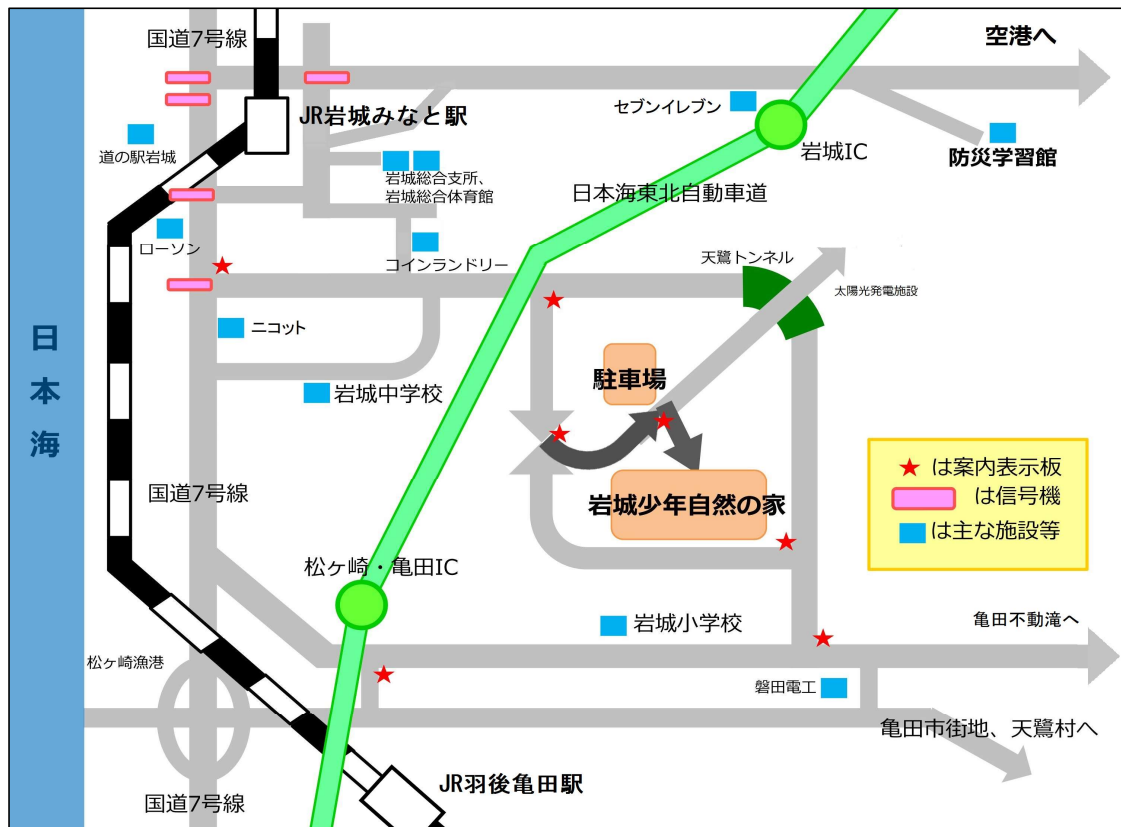 国道7号線
空港へ
JR岩城みなと駅
セブンイレブン
道の駅岩城
岩城IC
防災学習館
岩城総合支所、
岩城総合体育館
日本海東北自動車道
ローソン
コインランドリー
天鷺トンネル
太陽光発電施設
ニコット
日本海
駐車場
岩城中学校
★は案内表示板
は信号機
は主な施設等
国道7号線
岩城少年自然の家
松ヶ崎・亀田IC
岩城小学校
亀田不動滝へ
松ヶ崎漁港
磐田電工
亀田市街地、天鷺村へ
JR羽後亀田駅
国道7号線